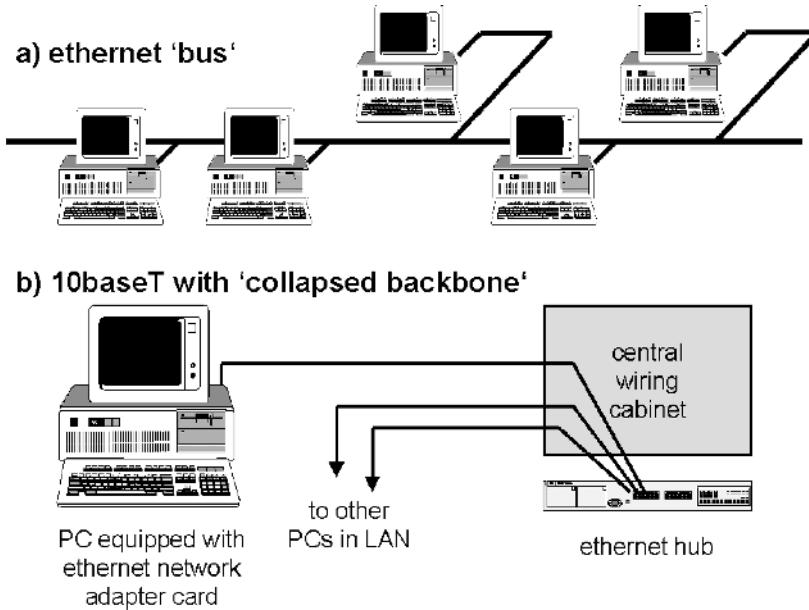 a) ethernet ‘bus‘
b) 10baseT with ‘collapsed backbone‘
central
wiring
cabinet
to other
PCs in LAN
PC equipped with
ethernet network
adapter card
ethernet hub